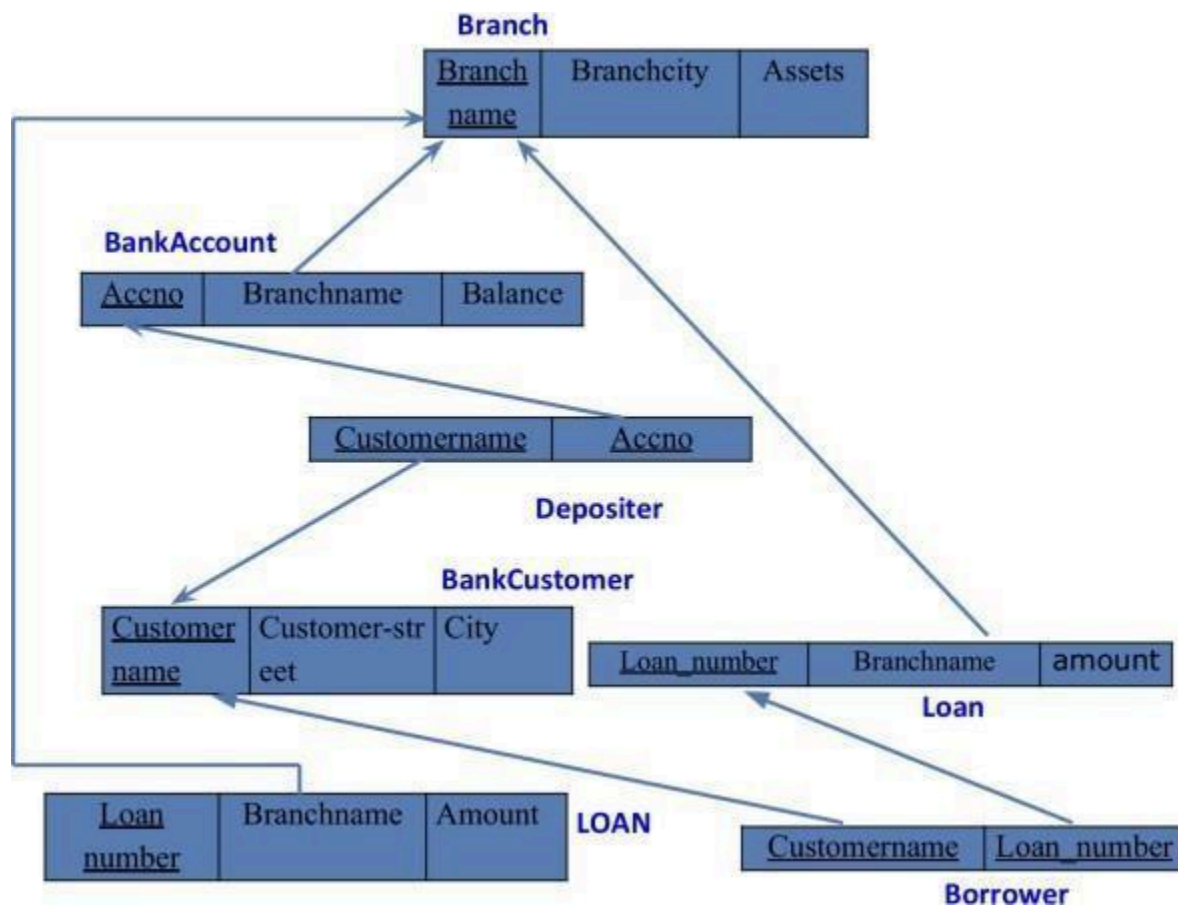 Branch
Branch Branchcity Assets
name
BankAccount
Accno Branchname Balance
Customername Accno
Depositer
BankCustomer
Customer Customer-str City
name eet
Loan_number Branchname amount
Loan
Loan Branchname Amount
number
LOAN
Customername Loan_number
Borrower